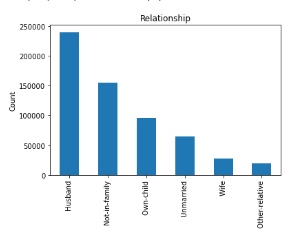 Relationship
250000
200000
150000
100000
50000
0
Count
Husband
Not-in-family
Own-child
Unmarried
Wife
Other-relative